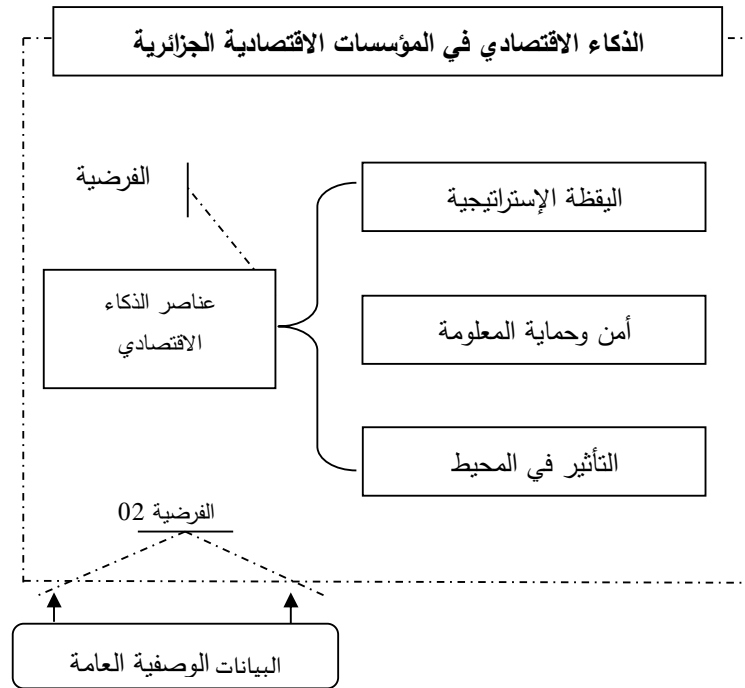 الذكاء الاقتصادي في المؤسسات الاقتصادية الجزائرية
الفرضية
اليقظة الإستراتيجية
عناصر الذكاء
الاقتصادي
أمن وحماية المعلومة
التأثير في المحيط
الفرضية 02
البيانات الوصفية العامة